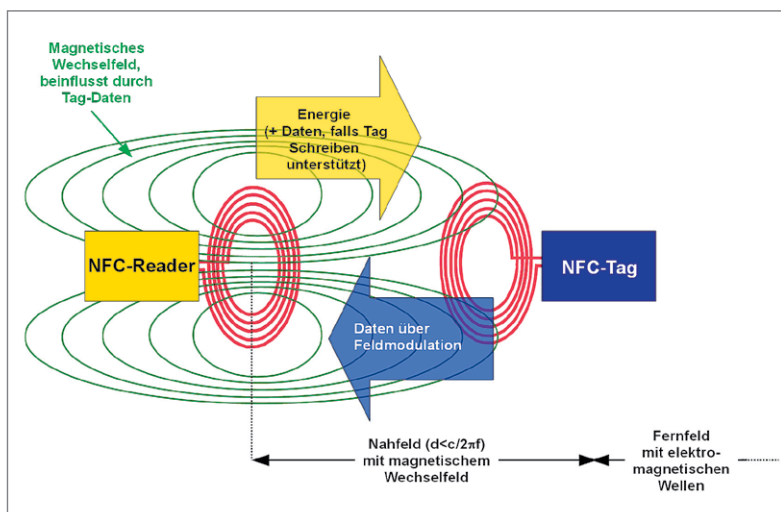 Magnetisches
Wechselfeld,
beinflusst durch
Tag-Daten
Energie
(+ Daten, falls Tag
Schreiben
unterstützt)
NFC-Reader
NFC-Tag
Daten über
Feldmodulation
Nahfeld (d<c/2πf)
mit magnetischem
Wechselfeld
Fernfeld
mit elektro-
magnetischen
Wellen